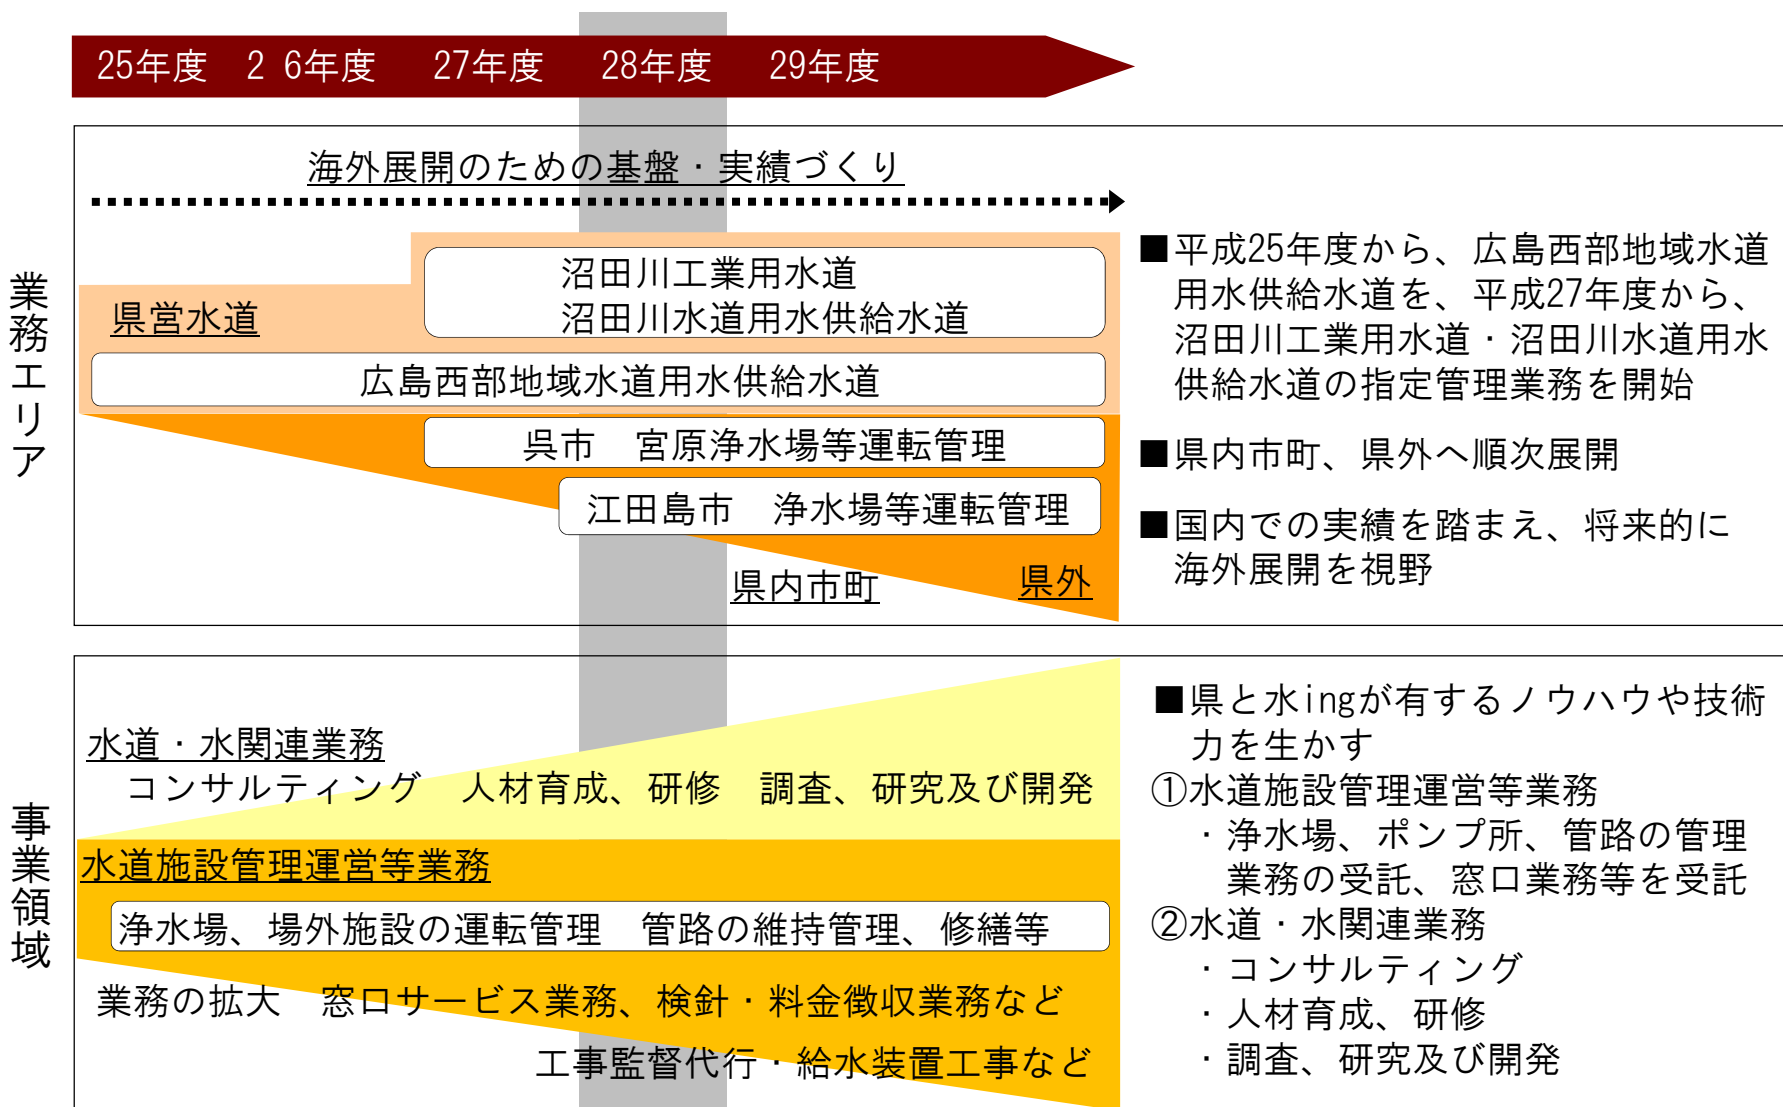 25年度 2 6年度 27年度 28年度 29年度
業務エリア
海外展開のための基盤・実績づくり
県営水道
沼田川工業用水道
沼田川水道用水供給水道
広島西部地域水道用水供給水道
呉市 宮原浄水場等運転管理
江田島市 浄水場等運転管理
県内市町
県外
■平成25年度から、広島西部地域水道
用水供給水道を、平成27年度から、
沼田川工業用水道・沼田川水道用水
供給水道の指定管理業務を開始
■県内市町、県外へ順次展開
■国内での実績を踏まえ、将来的に
海外展開を視野
事業領域
水道・水関連業務
コンサルティング 人材育成、研修 調査、研究及び開発
水道施設管理運営等業務
浄水場、場外施設の運転管理 管路の維持管理、修繕等
業務の拡大 窓口サービス業務、検針・料金徴収業務など
工事監督代行・給水装置工事など
■県と水ingが有するノウハウや技術
力を生かす
①水道施設管理運営等業務
・浄水場、ポンプ所、管路の管理
業務の受託、窓口業務等を受託
②水道・水関連業務
・コンサルティング
・人材育成、研修
・調査、研究及び開発